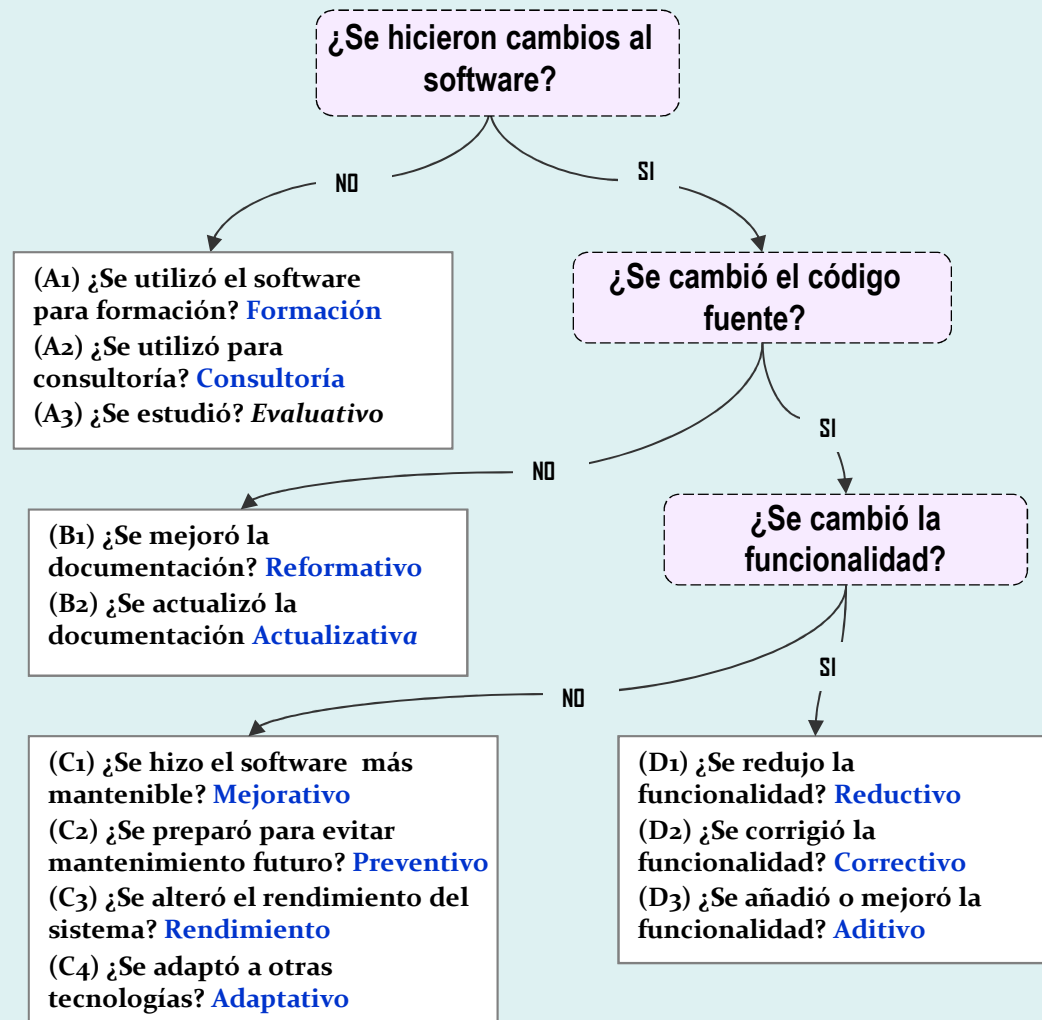 ¿Se hicieron cambios al
software?
NO
SI
(A1) ¿Se utilizó el software
para formación? Formación
(A2) ¿Se utilizó para
consultoría? Consultoría
(A3) ¿Se estudió? Evaluativo
¿Se cambió el código
fuente?
NO
SI
(B1) ¿Se mejoró la
documentación? Reformativo
(B2) ¿Se actualizó la
documentación Actualizativa
¿Se cambió la
funcionalidad?
NO
SI
(C1) ¿Se hizo el software más
mantenible? Mejorativo
(C2) ¿Se preparó para evitar
mantenimiento futuro? Preventivo
(C3) ¿Se alteró el rendimiento del
sistema? Rendimiento
(C4) ¿Se adaptó a otras
tecnologías? Adaptativo
(D1) ¿Se redujo la
funcionalidad? Reductivo
(D2) ¿Se corrigió la
funcionalidad? Correctivo
(D3) ¿Se añadió o mejoró la
funcionalidad? Aditivo